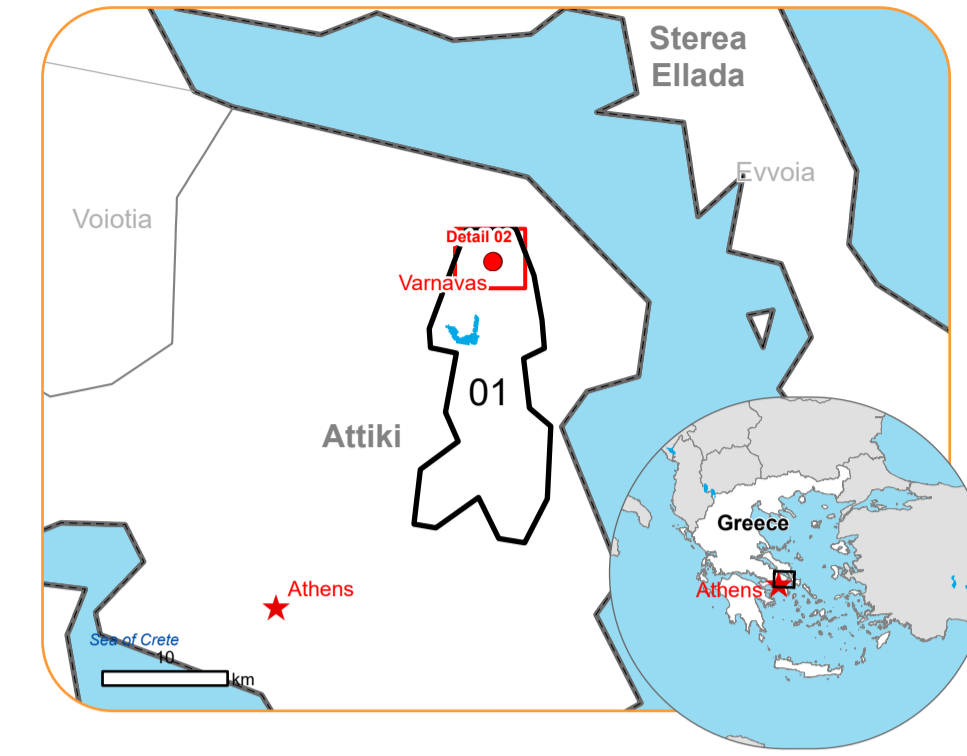 Sterea
Ellada
Evvoia
Voiotia
Detail 02
Varnavas
01
Attiki
Greece
Athens
Athens
Sea of Crete
10
km